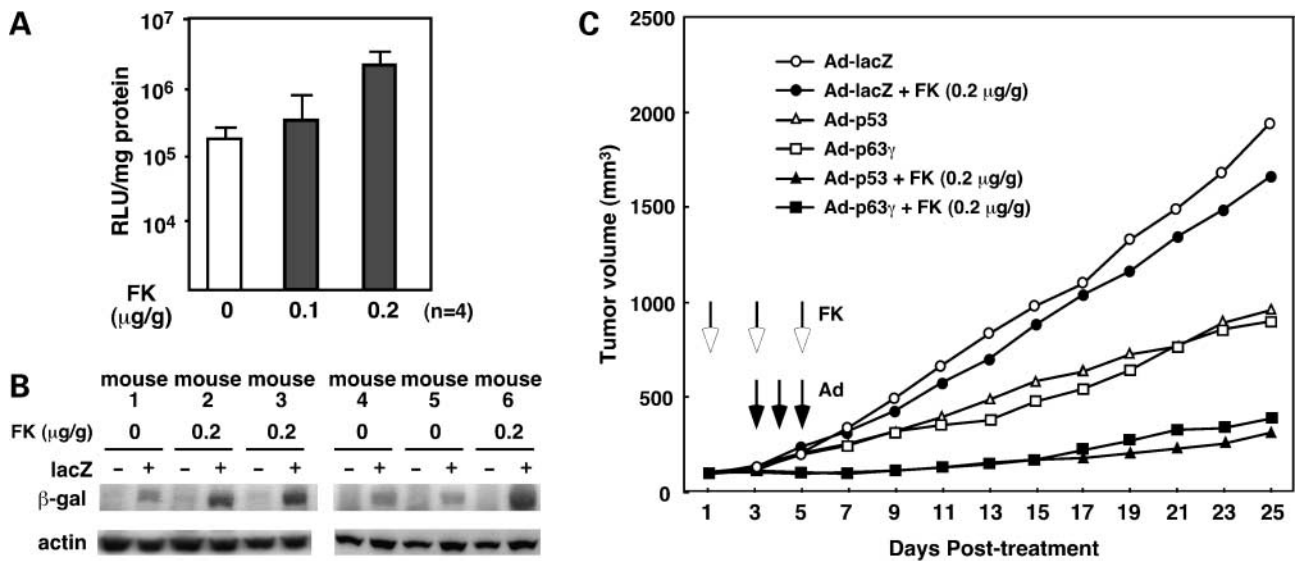 A
10⁷
10⁶
10⁵
10⁴
RLU/mg protein
FK (μg/g)
0 0.1 0.2 (n=4)
B
mouse 1 mouse 2 mouse 3 mouse 4 mouse 5 mouse 6
FK (μg/g) 0 0.2 0.2 0 0 0.2
lacZ – + – + – + – + – + – +
β-gal
actin
C
2500
2000
1500
1000
500
0
Tumor volume (mm³)
Ad-lacZ
Ad-lacZ + FK (0.2 μg/g)
Ad-p53
Ad-p63γ
Ad-p53 + FK (0.2 μg/g)
Ad-p63γ + FK (0.2 μg/g)
FK
Ad
1 3 5 7 9 11 13 15 17 19 21 23 25
Days Post-treatment